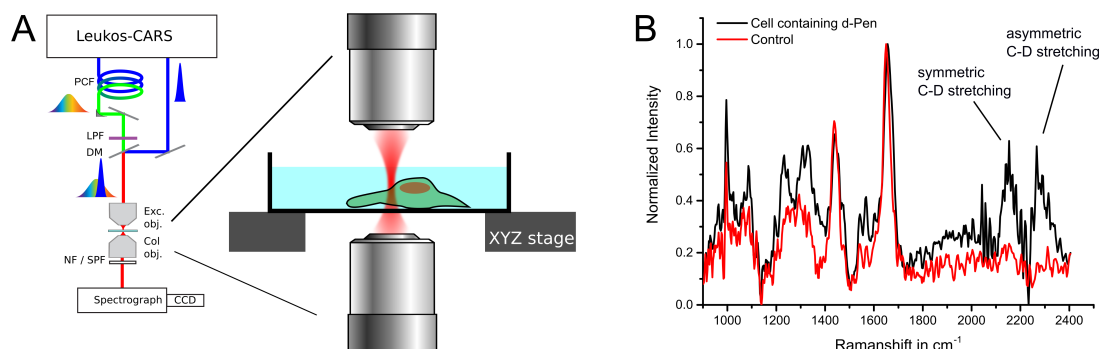 A
Leukos-CARS
PCF
LPF
DM
Exc.
obj.
Col
obj.
NF / SPF
Spectrograph
CCD
XYZ stage
B
Cell containing d-Pen
Control
asymmetric
C-D stretching
symmetric
C-D stretching
Normalized Intensity
1.0
0.8
0.6
0.4
0.2
0.0
1000 1200 1400 1600 1800 2000 2200 2400
Ramanshift in cm⁻¹